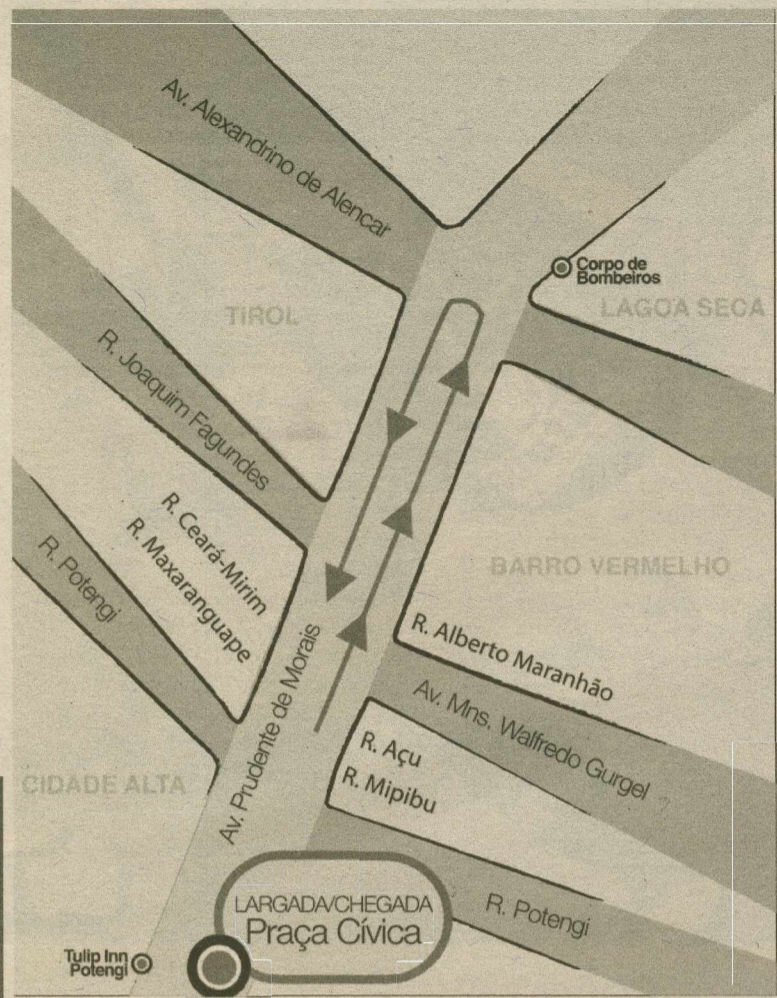 Av. Alexandrino de Alencar
Corpo de
Bombeiros
TIROL
LAGOA SECA
R. Joaquim Fagundes
R. Ceará-Mirim
R. Maxaranguape
R. Potengi
BARRO VERMELHO
R. Alberto Maranhão
Av. Mns. Walfredo Gurgel
Av. Prudente de Morais
R. Açu
R. Mipibu
CIDADE ALTA
LARGADA/CHEGADA
Praça Cívica
R. Potengi
Tulip Inn
Potengi